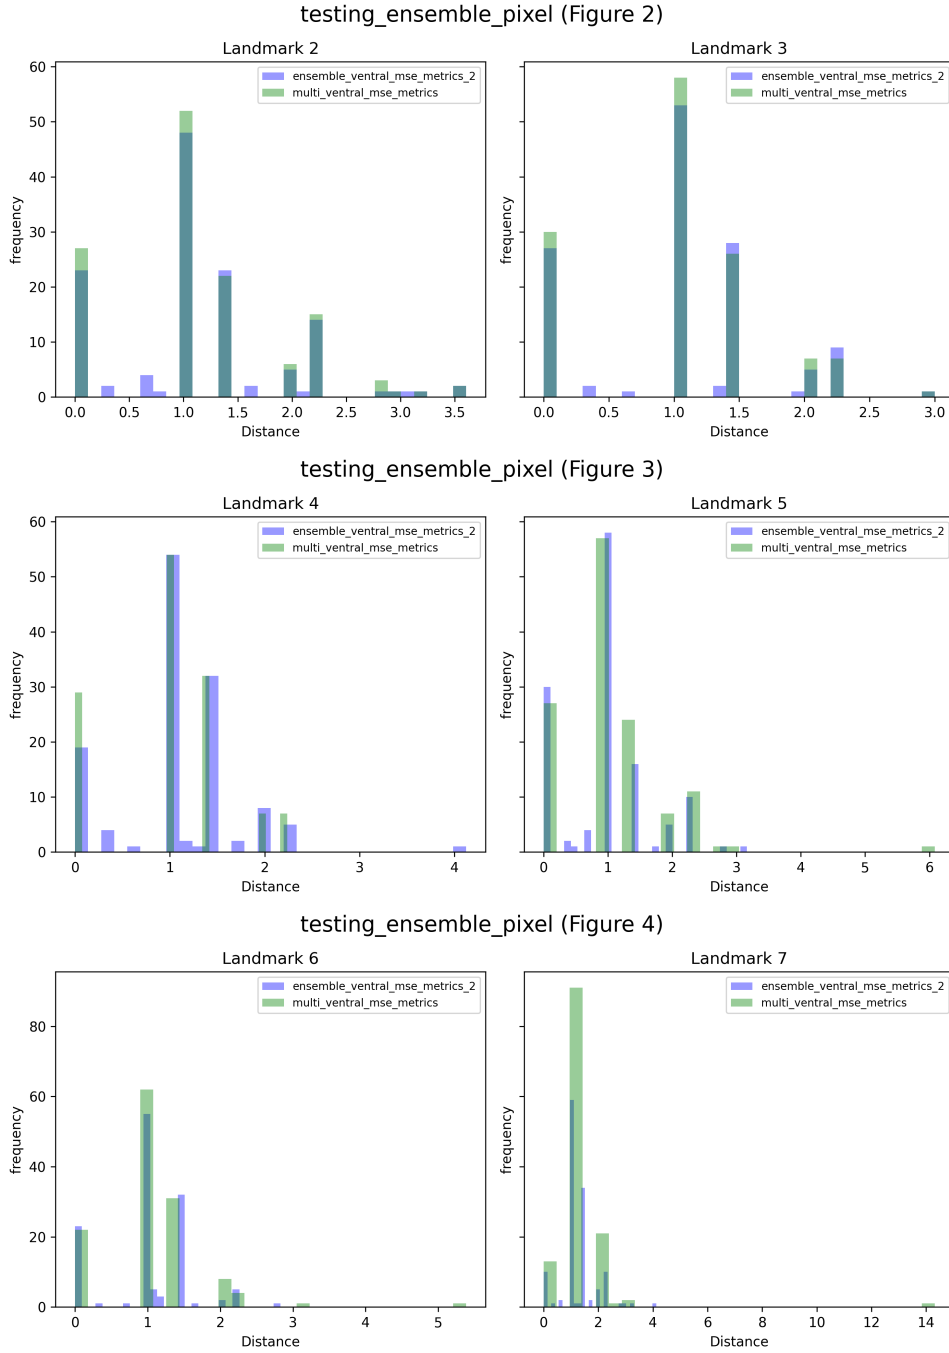 testing_ensemble_pixel (Figure 2)
Landmark 2
Landmark 3
ensemble_ventral_mse_metrics_2
multi_ventral_mse_metrics
ensemble_ventral_mse_metrics_2
multi_ventral_mse_metrics
60
50
40
30
20
10
0
frequency
frequency
0.0 0.5 1.0 1.5 2.0 2.5 3.0 3.5
0.0 0.5 1.0 1.5 2.0 2.5 3.0
Distance
Distance
testing_ensemble_pixel (Figure 3)
Landmark 4
Landmark 5
ensemble_ventral_mse_metrics_2
multi_ventral_mse_metrics
ensemble_ventral_mse_metrics_2
multi_ventral_mse_metrics
60
50
40
30
20
10
0
frequency
frequency
0 1 2 3 4
0 1 2 3 4 5 6
Distance
Distance
testing_ensemble_pixel (Figure 4)
Landmark 6
Landmark 7
ensemble_ventral_mse_metrics_2
multi_ventral_mse_metrics
ensemble_ventral_mse_metrics_2
multi_ventral_mse_metrics
80
60
40
20
0
frequency
frequency
0 1 2 3 4 5
0 2 4 6 8 10 12 14
Distance
Distance